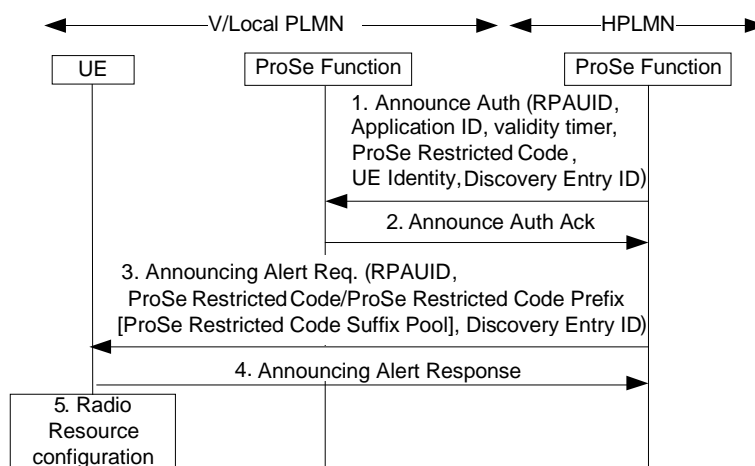 V/Local PLMN
HPLMN
UE
ProSe Function
ProSe Function
1. Announce Auth (RPAUID,
Application ID, validity timer,
ProSe Restricted Code,
UE Identity, Discovery Entry ID)
2. Announce Auth Ack
3. Announcing Alert Req. (RPAUID,
ProSe Restricted Code/ProSe Restricted Code Prefix
[ProSe Restricted Code Suffix Pool], Discovery Entry ID)
4. Announcing Alert Response
5. Radio
Resource
configuration